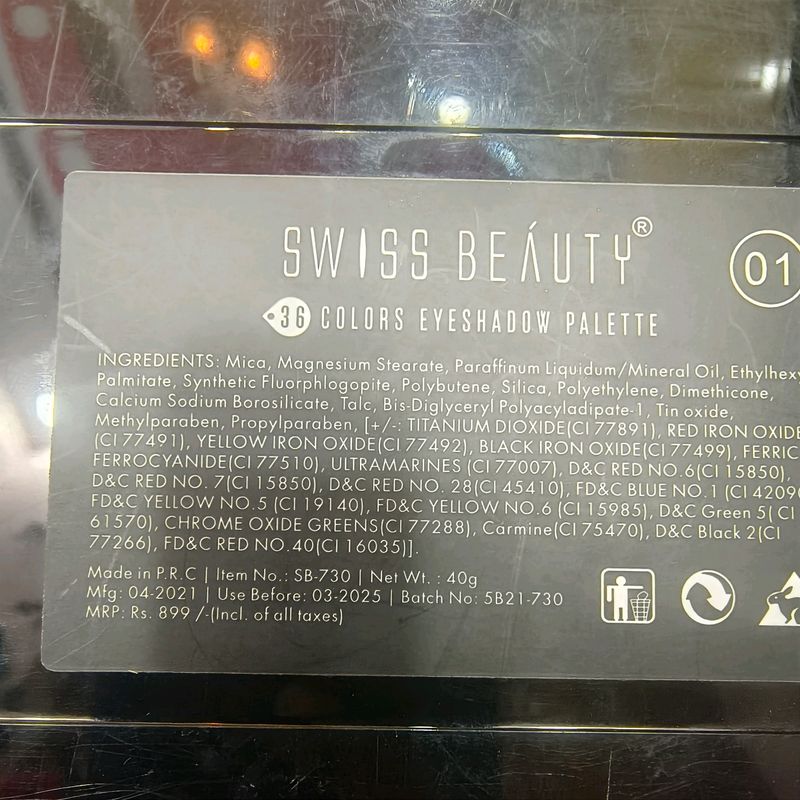 SWISS BEÁUTY®
01
36 COLORS EYESHADOW PALETTE
INGREDIENTS: Mica, Magnesium Stearate, Paraffinum Liquidum/Mineral Oil, Ethylhexy
Palmitate, Synthetic Fluorphlogopite, Polybutene, Silica, Polyethylene, Dimethicone,
Calcium Sodium Borosilicate, Talc, Bis-Diglyceryl Polyacyladipate-1, Tin oxide,
Methylparaben, Propylparaben, [+/-: TITANIUM DIOXIDE(CI 77891), RED IRON OXIDE
(CI 77491), YELLOW IRON OXIDE(CI 77492), BLACK IRON OXIDE(CI 77499), FERRIC
FERROCYANIDE(CI 77510), ULTRAMARINES (CI 77007), D&C RED NO.6(CI 15850),
D&C RED NO. 7(CI 15850), D&C RED NO. 28(CI 45410), FD&C BLUE NO.1 (CI 42090
FD&C YELLOW NO.5 (CI 19140), FD&C YELLOW NO.6 (CI 15985), D&C Green 5( CI
61570), CHROME OXIDE GREENS(CI 77288), Carmine(CI 75470), D&C Black 2(CI
77266), FD&C RED NO.40(CI 16035)].
Made in P.R.C | Item No.: SB-730 | Net Wt. : 40g
Mfg: 04-2021 | Use Before: 03-2025 | Batch No: 5B21-730
MRP: Rs. 899 /-(Incl. of all taxes)